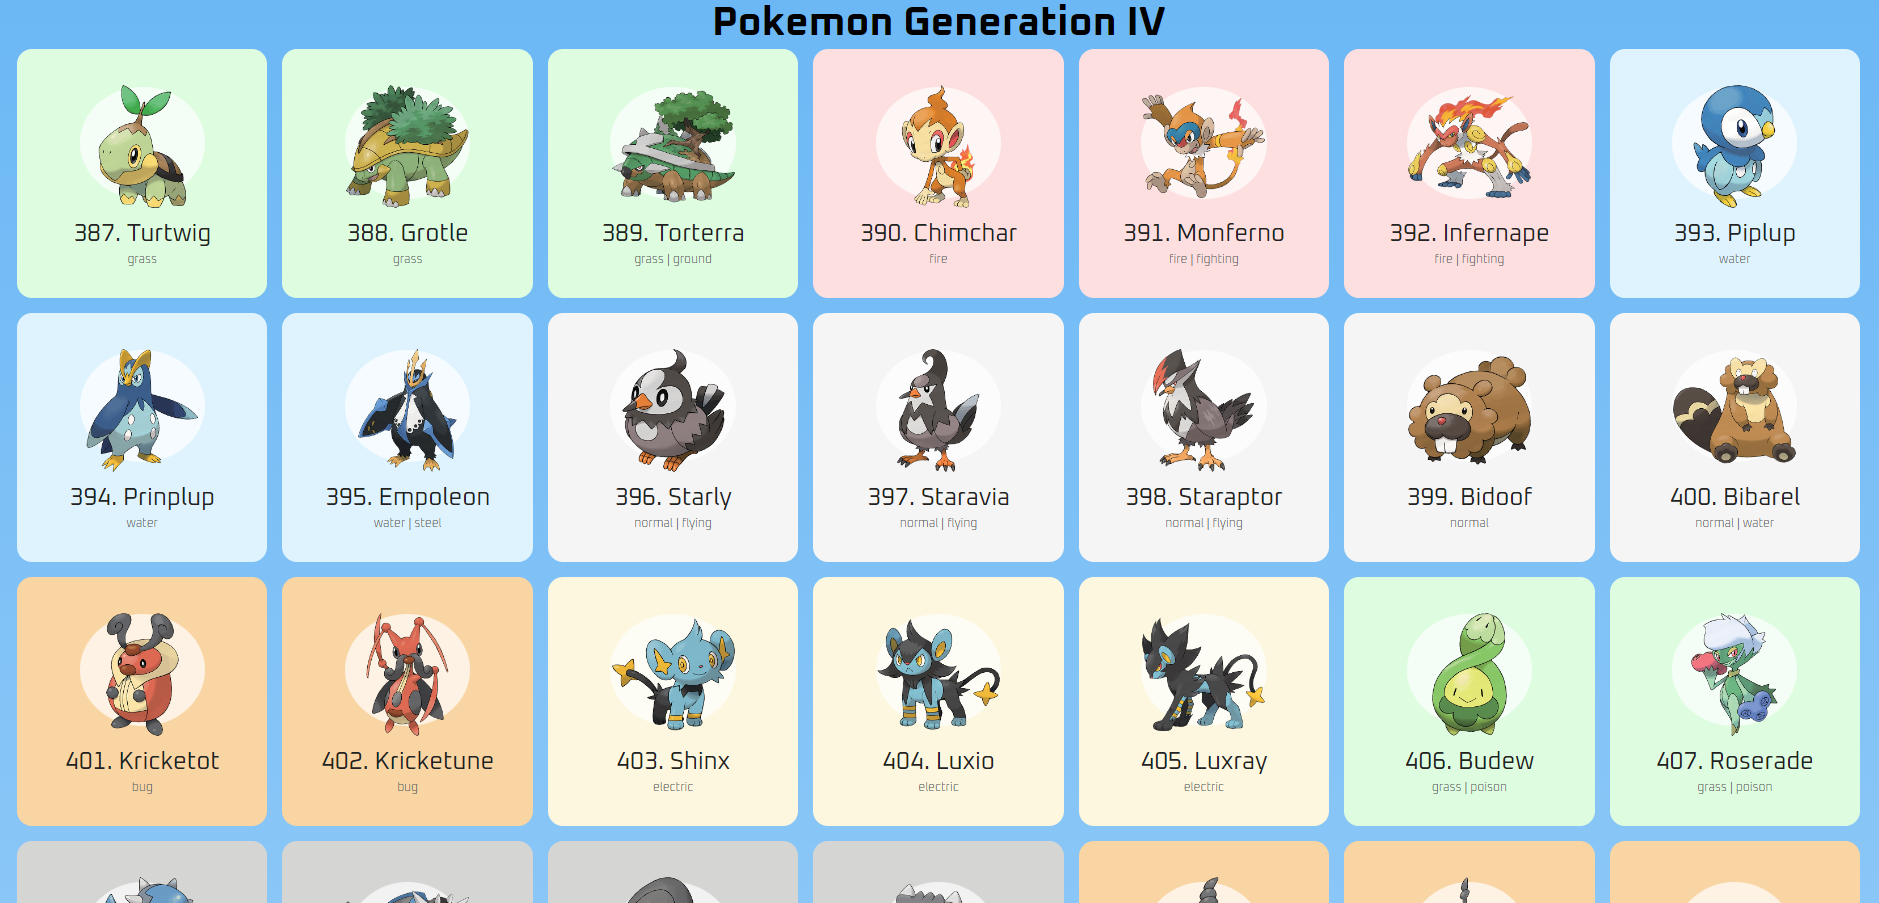 Pokemon Generation IV
387. Turtwig
grass
388. Grotle
grass
389. Torterra
grass | ground
390. Chimchar
fire
391. Monferno
fire | fighting
392. Infernape
fire | fighting
393. Piplup
water
394. Prinplup
water
395. Empoleon
water | steel
396. Starly
normal | flying
397. Staravia
normal | flying
398. Staraptor
normal | flying
399. Bidoof
normal
400. Bibarel
normal | water
401. Kricketot
bug
402. Kricketune
bug
403. Shinx
electric
404. Luxio
electric
405. Luxray
electric
406. Budew
grass | poison
407. Roserade
grass | poison